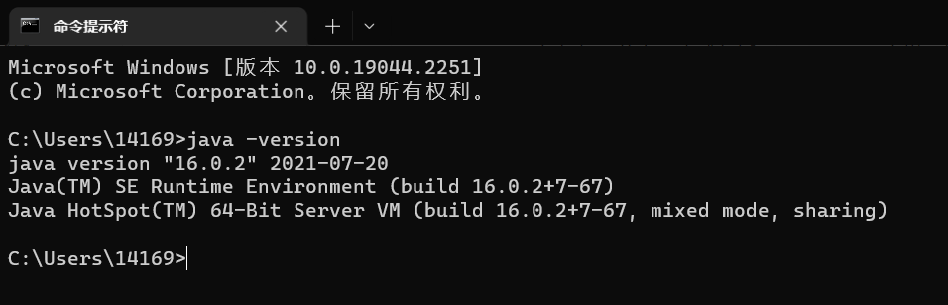 命令提示符
Microsoft Windows [版本 10.0.19044.2251]
(c) Microsoft Corporation。保留所有权利。
C:\Users\14169>java -version
java version "16.0.2" 2021-07-20
Java(TM) SE Runtime Environment (build 16.0.2+7-67)
Java HotSpot(TM) 64-Bit Server VM (build 16.0.2+7-67, mixed mode, sharing)
C:\Users\14169>